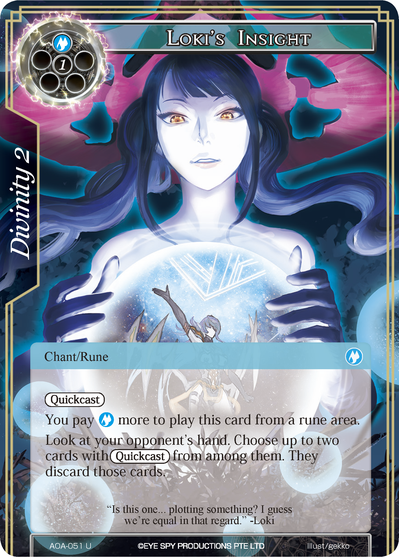 Loki's Insight
1
Divinity 2
Chant/Rune
Quickcast
You pay more to play this card from a rune area.
Look at your opponent's hand. Choose up to two
cards with Quickcast from among them. They
discard those cards.
"Is this one... plotting something? I guess
we're equal in that regard." -Loki
AOA-051 U ©EYE SPY PRODUCTIONS PTE LTD illust/gekko